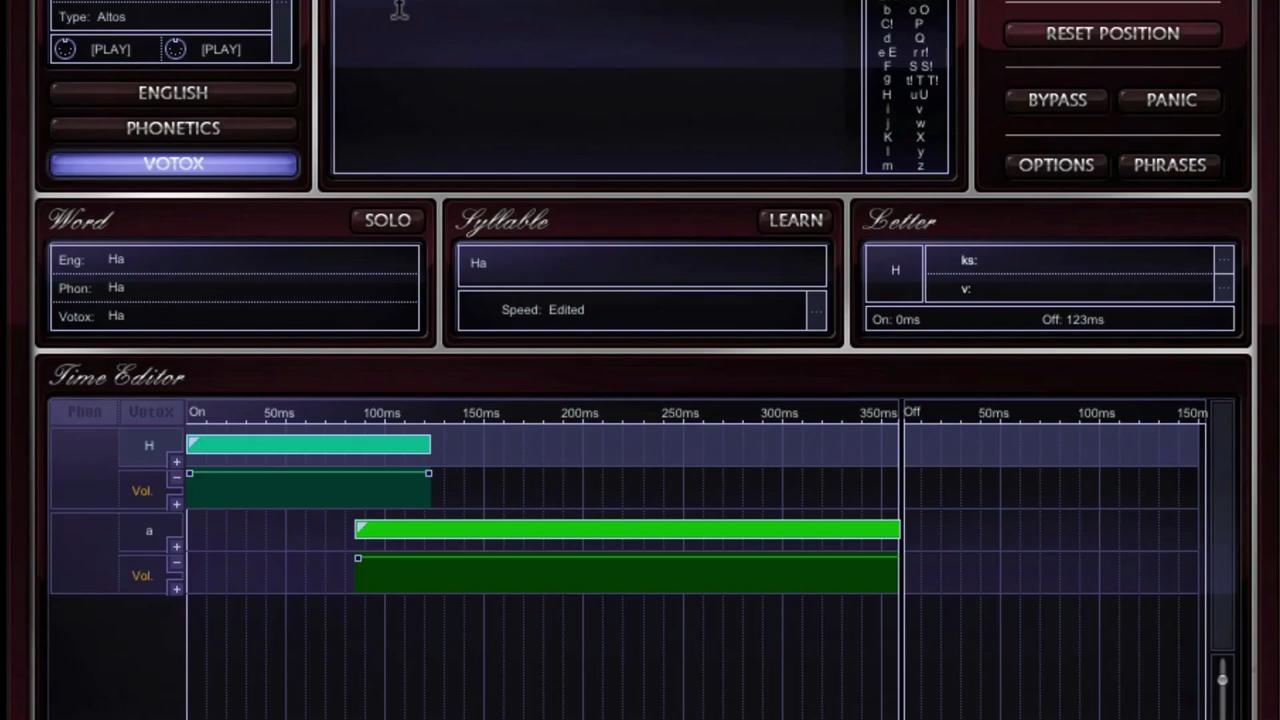 Type: Altos
[PLAY] [PLAY]
ENGLISH
PHONETICS
VOTOX
b o O
C! P
d Q
e E r r!
F S S!
g t! T T!
H u U
i v
j w
K X
l y
m z
RESET POSITION
BYPASS PANIC
OPTIONS PHRASES
Word SOLO
Eng: Ha
Phon: Ha
Votox: Ha
Syllable LEARN
Ha
Speed: Edited ...
Letter
H ks: ...
v: ...
On: 0ms Off: 123ms
Time Editor
Phon Votox On 50ms 100ms 150ms 200ms 250ms 300ms 350ms Off 50ms 100ms 150m
H
+
−
Vol.
+
a
+
−
Vol.
+